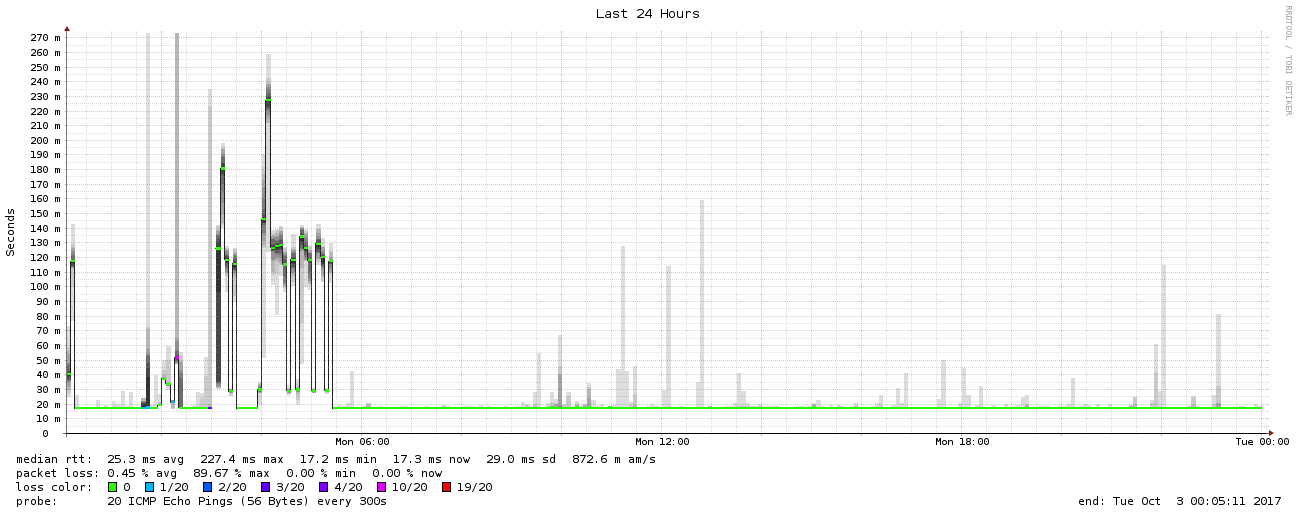 Last 24 Hours
RRDTOOL / TOBI OETIKER
Seconds
270 m
260 m
250 m
240 m
230 m
220 m
210 m
200 m
190 m
180 m
170 m
160 m
150 m
140 m
130 m
120 m
110 m
100 m
90 m
80 m
70 m
60 m
50 m
40 m
30 m
20 m
10 m
0
Mon 06:00 Mon 12:00 Mon 18:00 Tue 00:00
median rtt: 25.3 ms avg 227.4 ms max 17.2 ms min 17.3 ms now 29.0 ms sd 872.6 m am/s
packet loss: 0.45 % avg 89.67 % max 0.00 % min 0.00 % now
loss color: 0 1/20 2/20 3/20 4/20 10/20 19/20
probe: 20 ICMP Echo Pings (56 Bytes) every 300s end: Tue Oct 3 00:05:11 2017